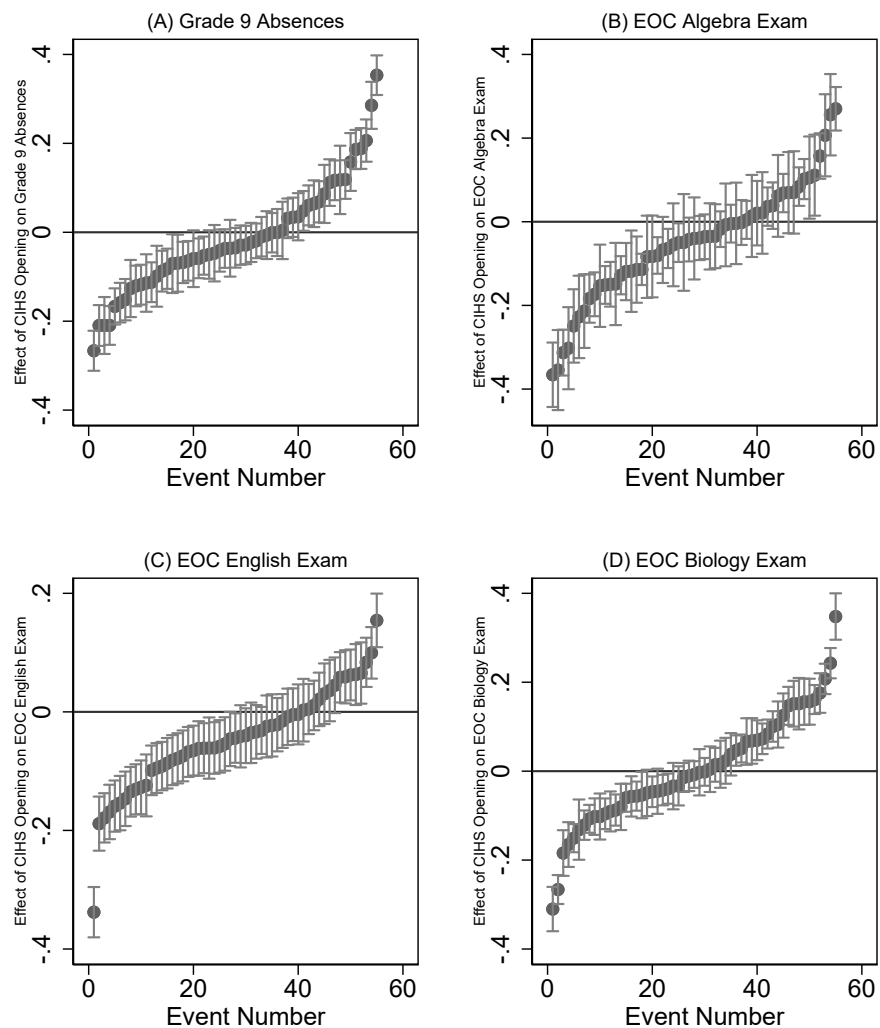 (A) Grade 9 Absences
Effect of CIHS Opening on Grade 9 Absences
.4
.2
0
-.2
-.4
0 20 40 60
Event Number
(B) EOC Algebra Exam
Effect of CIHS Opening on EOC Algebra Exam
.4
.2
0
-.2
-.4
0 20 40 60
Event Number
(C) EOC English Exam
Effect of CIHS Opening on EOC English Exam
.2
0
-.2
-.4
0 20 40 60
Event Number
(D) EOC Biology Exam
Effect of CIHS Opening on EOC Biology Exam
.4
.2
0
-.2
-.4
0 20 40 60
Event Number